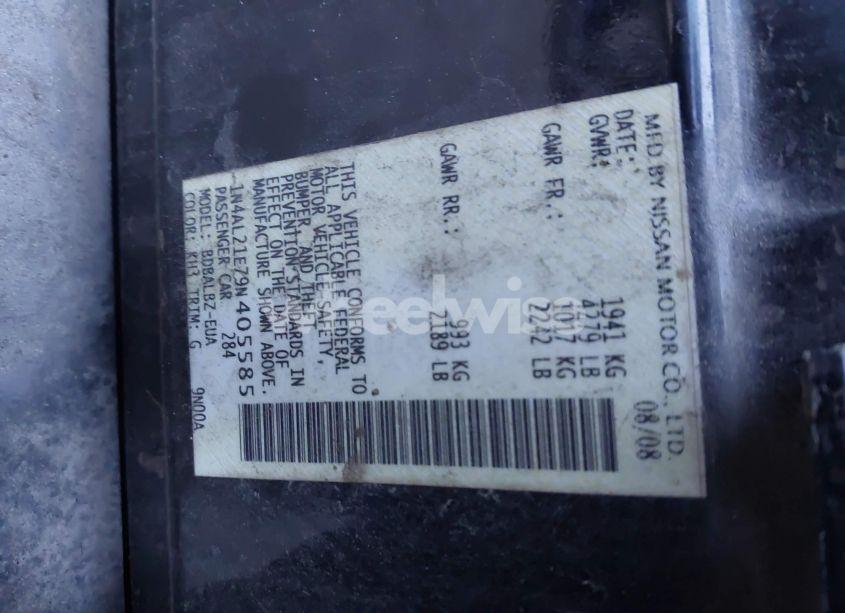 MFD BY NISSAN MOTOR CO., LTD.
DATE: 08/08
GVWR: 1941 KG
4279 LB
GAWR FR.: 1017 KG
2242 LB
GAWR RR.: 993 KG
2189 LB
THIS VEHICLE CONFORMS TO
ALL APPLICABLE FEDERAL
MOTOR VEHICLE SAFETY,
BUMPER, AND THEFT
PREVENTION STANDARDS IN
EFFECT ON THE DATE OF
MANUFACTURE SHOWN ABOVE.
1N4AL21E79N405585
PASSENGER CAR 284
MODEL: BDBALBZ-EUA
COLOR: KH3 TRIM: G 9N00A